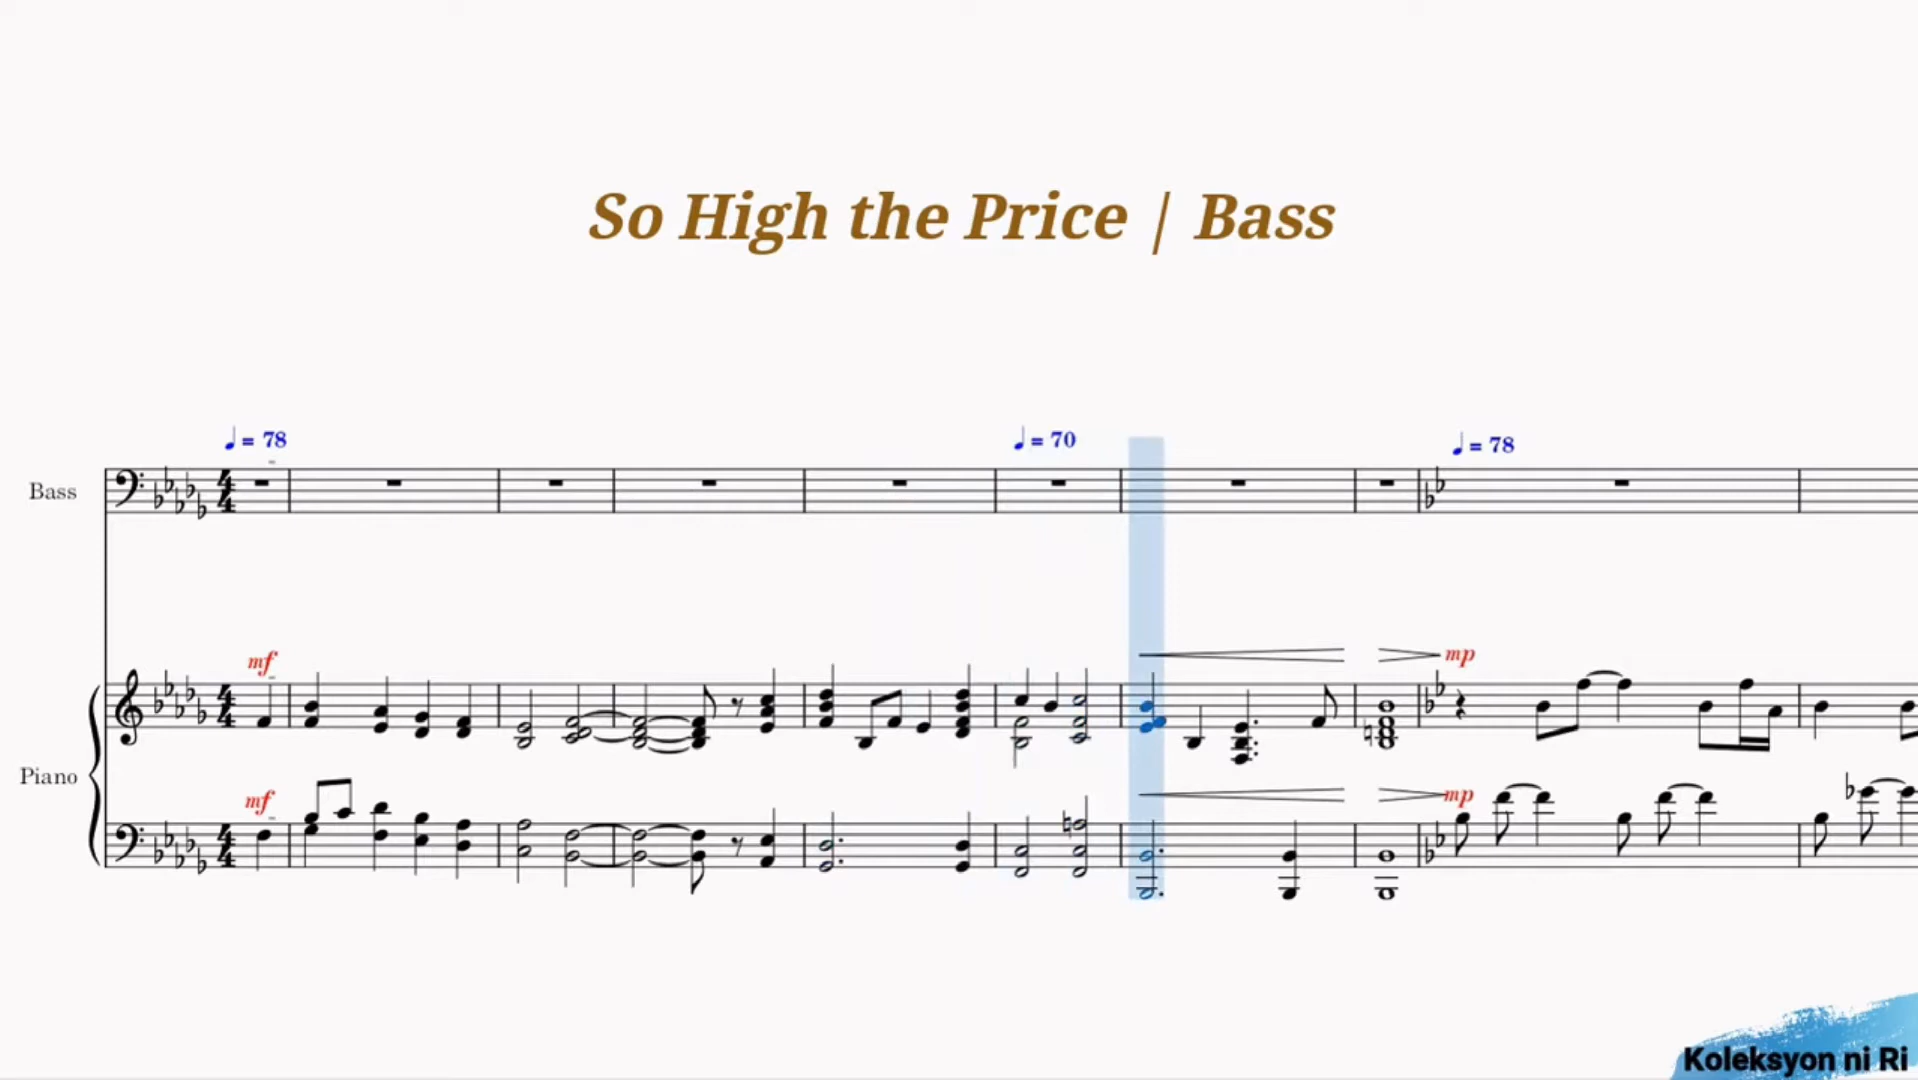 So High the Price | Bass
♩ = 78
♩ = 70
♩ = 78
Bass
mf
mp
Piano
mf
mp
Koleksyon ni Ri